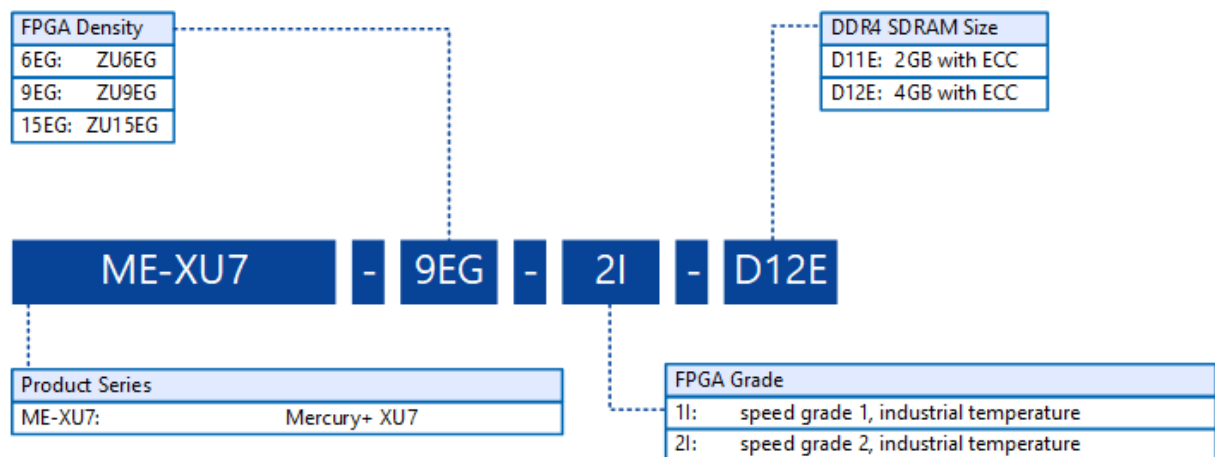 FPGA Density
6EG: ZU6EG
9EG: ZU9EG
15EG: ZU15EG
DDR4 SDRAM Size
D11E: 2GB with ECC
D12E: 4GB with ECC
ME-XU7 - 9EG - 2I - D12E
Product Series
ME-XU7: Mercury+ XU7
FPGA Grade
1I: speed grade 1, industrial temperature
2I: speed grade 2, industrial temperature